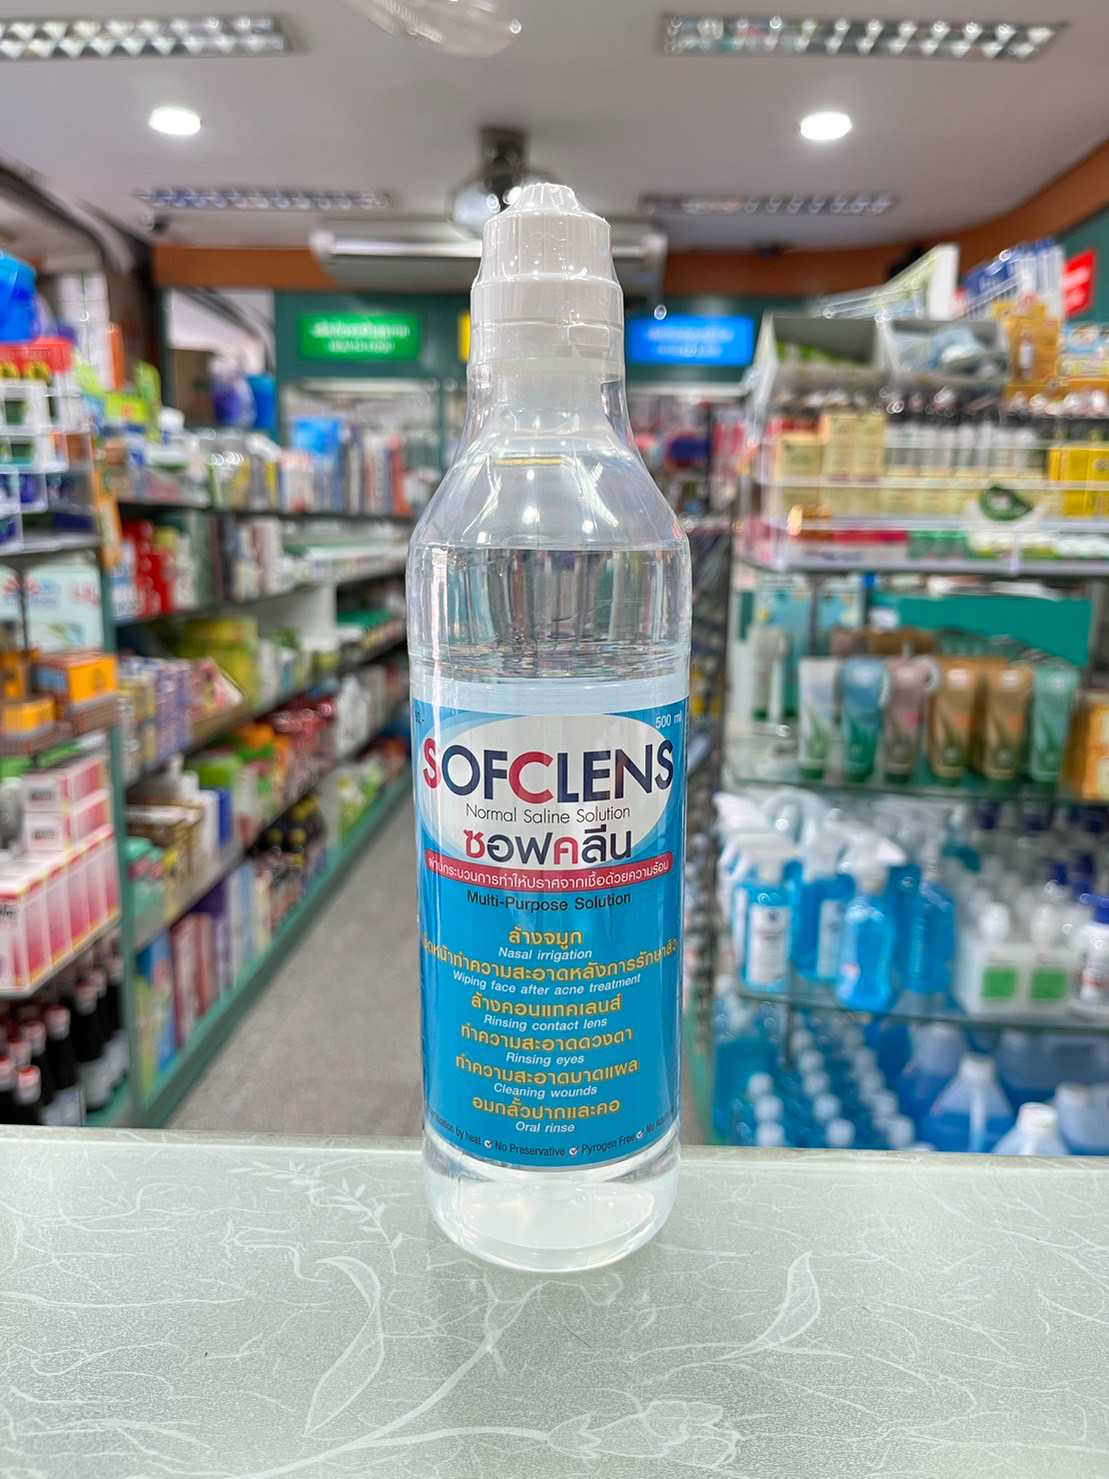 500 ml
SOFCLENS
Normal Saline Solution
ซอฟคลีน
ผ่านกระบวนการทำให้ปราศจากเชื้อด้วยความร้อน
Multi-Purpose Solution
ล้างจมูก
Nasal irrigation
เช็ดหน้าทำความสะอาดหลังการรักษาสิว
Wiping face after acne treatment
ล้างคอนแทคเลนส์
Rinsing contact lens
ทำความสะอาดดวงตา
Rinsing eyes
ทำความสะอาดบาดแผล
Cleaning wounds
อมกลั้วปากและคอ
Oral rinse
by heat No Preservative Pyrogen Free No